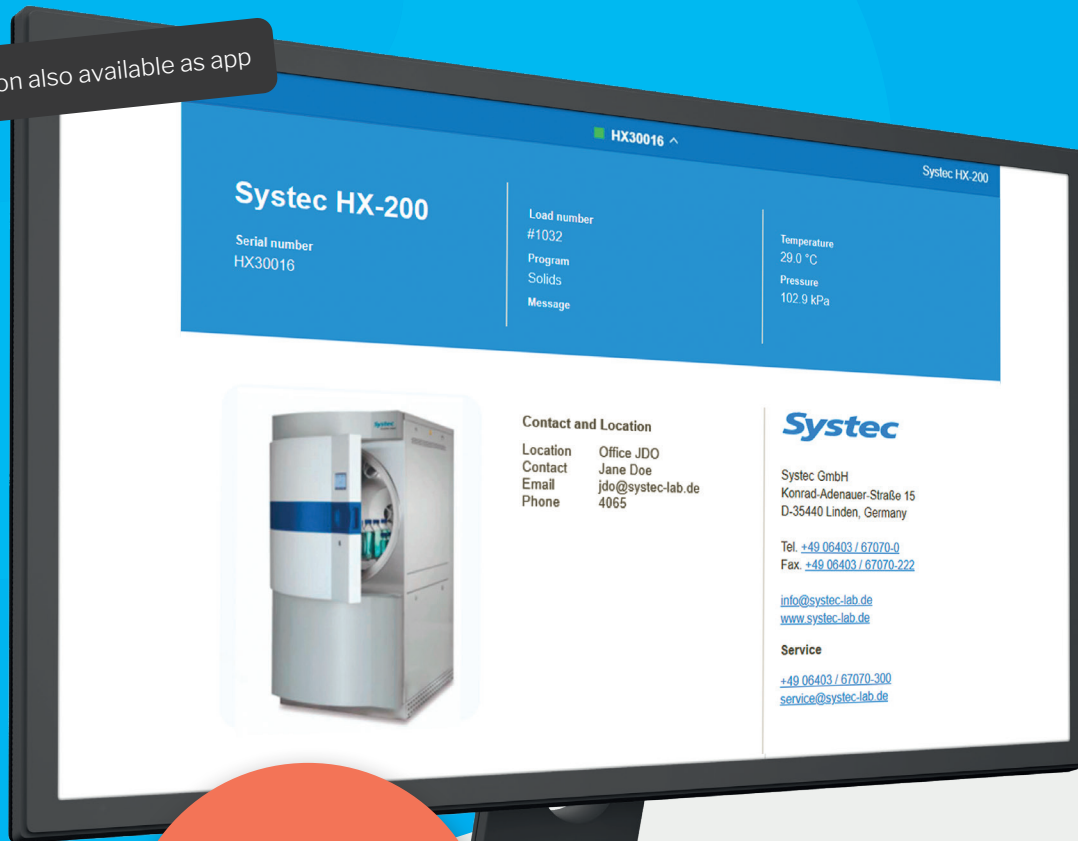 on also available as app
HX30016
Systec HX-200
Systec HX-200
Serial number
HX30016
Load number
#1032
Program
Solids
Message
Temperature
29.0 °C
Pressure
102.9 kPa
Systec
Contact and Location
Location Office JDO
Contact Jane Doe
Email jdo@systec-lab.de
Phone 4065
Systec
Systec GmbH
Konrad-Adenauer-Straße 15
D-35440 Linden, Germany
Tel. +49 06403 / 67070-0
Fax. +49 06403 / 67070-222
info@systec-lab.de
www.systec-lab.de
Service
+49 06403 / 67070-300
service@systec-lab.de